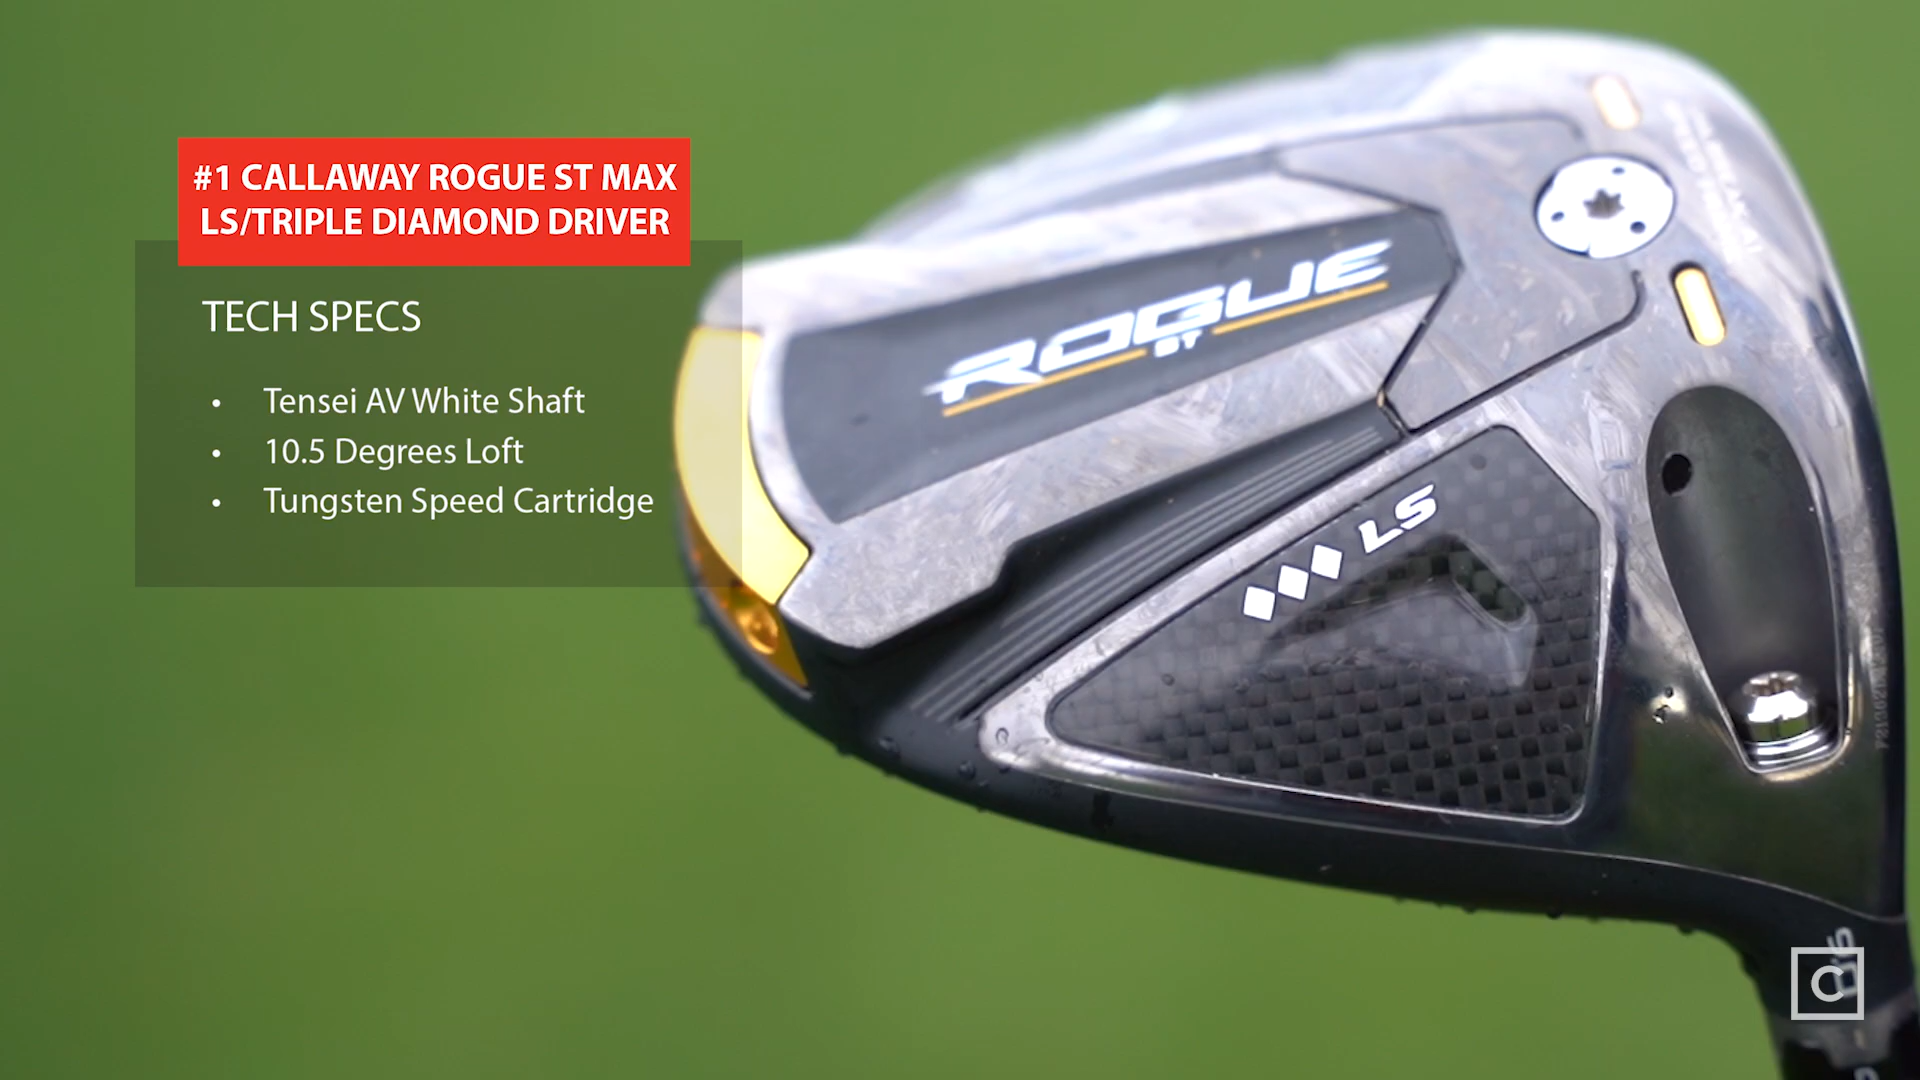 #1 CALLAWAY ROGUE ST MAX
LS/TRIPLE DIAMOND DRIVER
TECH SPECS
• Tensei AV White Shaft
• 10.5 Degrees Loft
• Tungsten Speed Cartridge
ROGUE
ST
LS
C